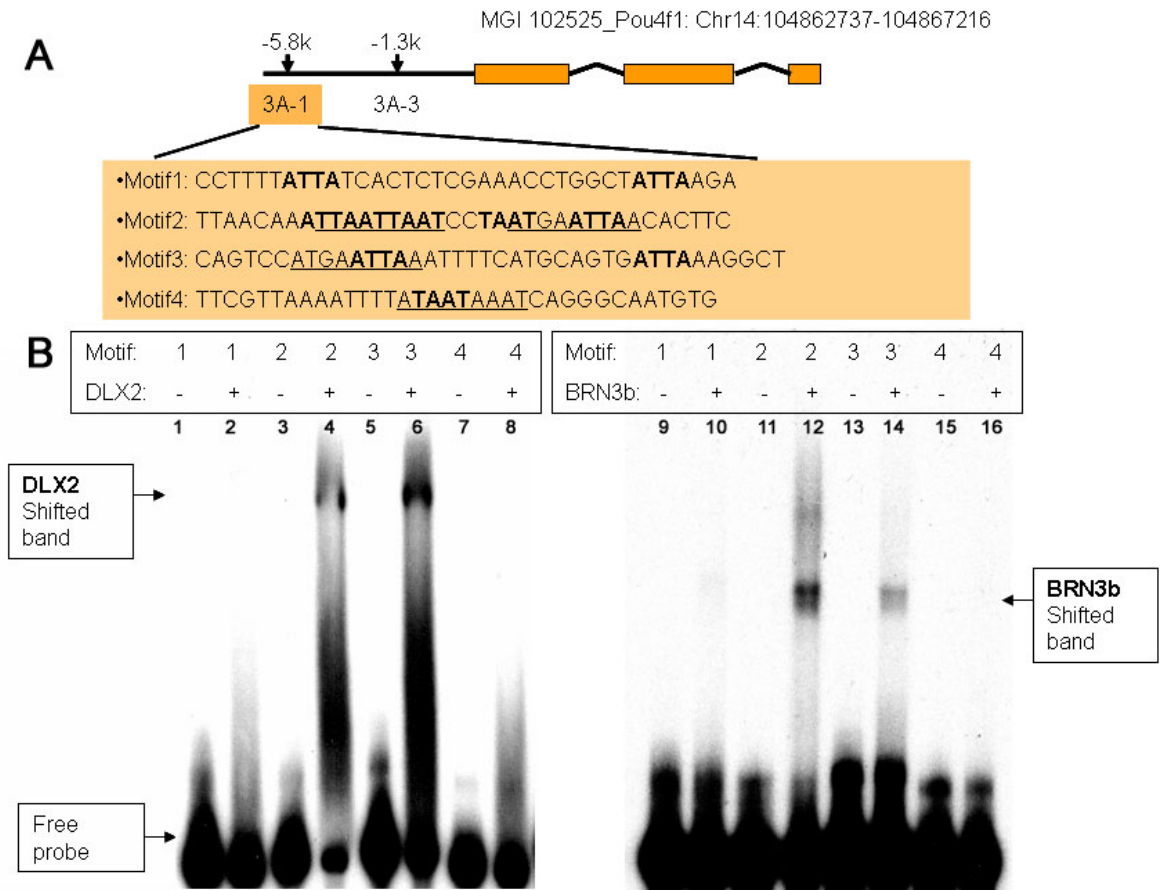 MGI 102525_Pou4f1: Chr14:104862737-104867216
A
-5.8k -1.3k
3A-1 3A-3
•Motif1: CCTTTTATTATCACTCTCGAAACCTGGCTATTAAGA
•Motif2: TTAACAAATTAATTAATCCTAATGAATTAACACTTC
•Motif3: CAGTCCATGAATTAAATTTTCATGCAGTGATTAAAGGCT
•Motif4: TTCGTTAAAATTTTATAATAAATCAGGGCAATGTG
B
Motif: 1 1 2 2 3 3 4 4
DLX2: - + - + - + - +
1 2 3 4 5 6 7 8
Motif: 1 1 2 2 3 3 4 4
BRN3b: - + - + - + - +
9 10 11 12 13 14 15 16
DLX2
Shifted
band
BRN3b
Shifted
band
Free
probe